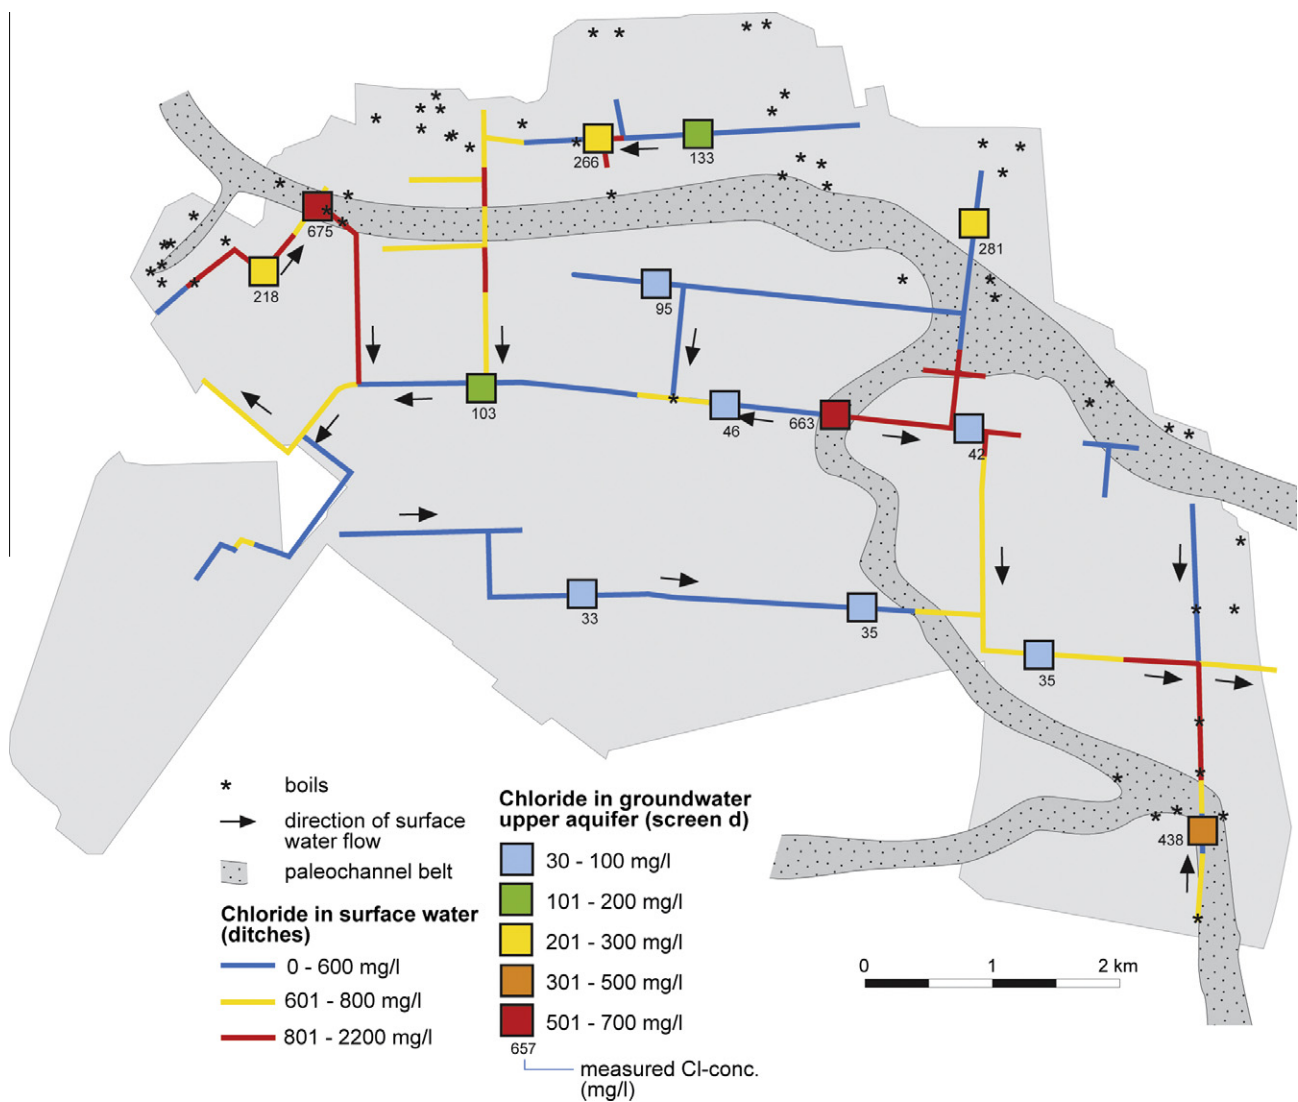 266
133
675
281
218
95
103
46
663
42
33
35
35
438
* boils
direction of surface
water flow
paleochannel belt
Chloride in surface water
(ditches)
0 - 600 mg/l
601 - 800 mg/l
801 - 2200 mg/l
Chloride in groundwater
upper aquifer (screen d)
30 - 100 mg/l
101 - 200 mg/l
201 - 300 mg/l
301 - 500 mg/l
501 - 700 mg/l
657
measured Cl-conc.
(mg/l)
0 1 2 km